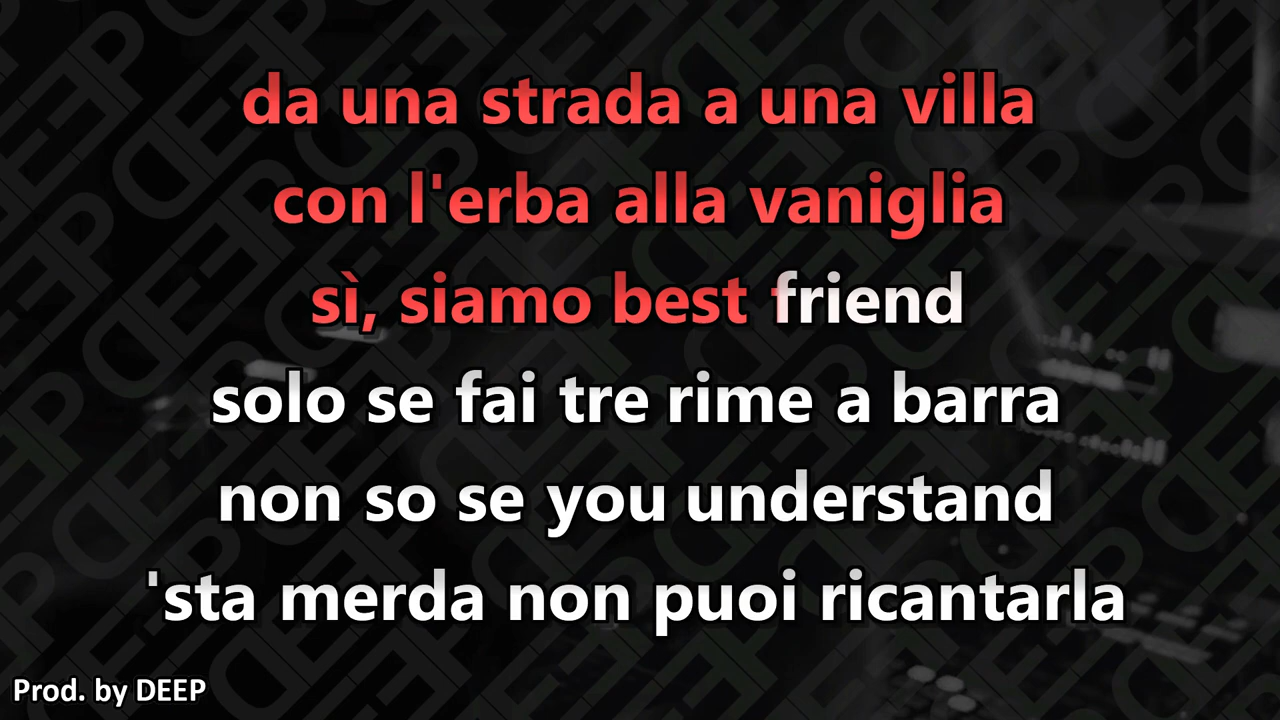 da una strada a una villa
con l'erba alla vaniglia
sì, siamo best friend
solo se fai tre rime a barra
non so se you understand
'sta merda non puoi ricantarla
Prod. by DEEP